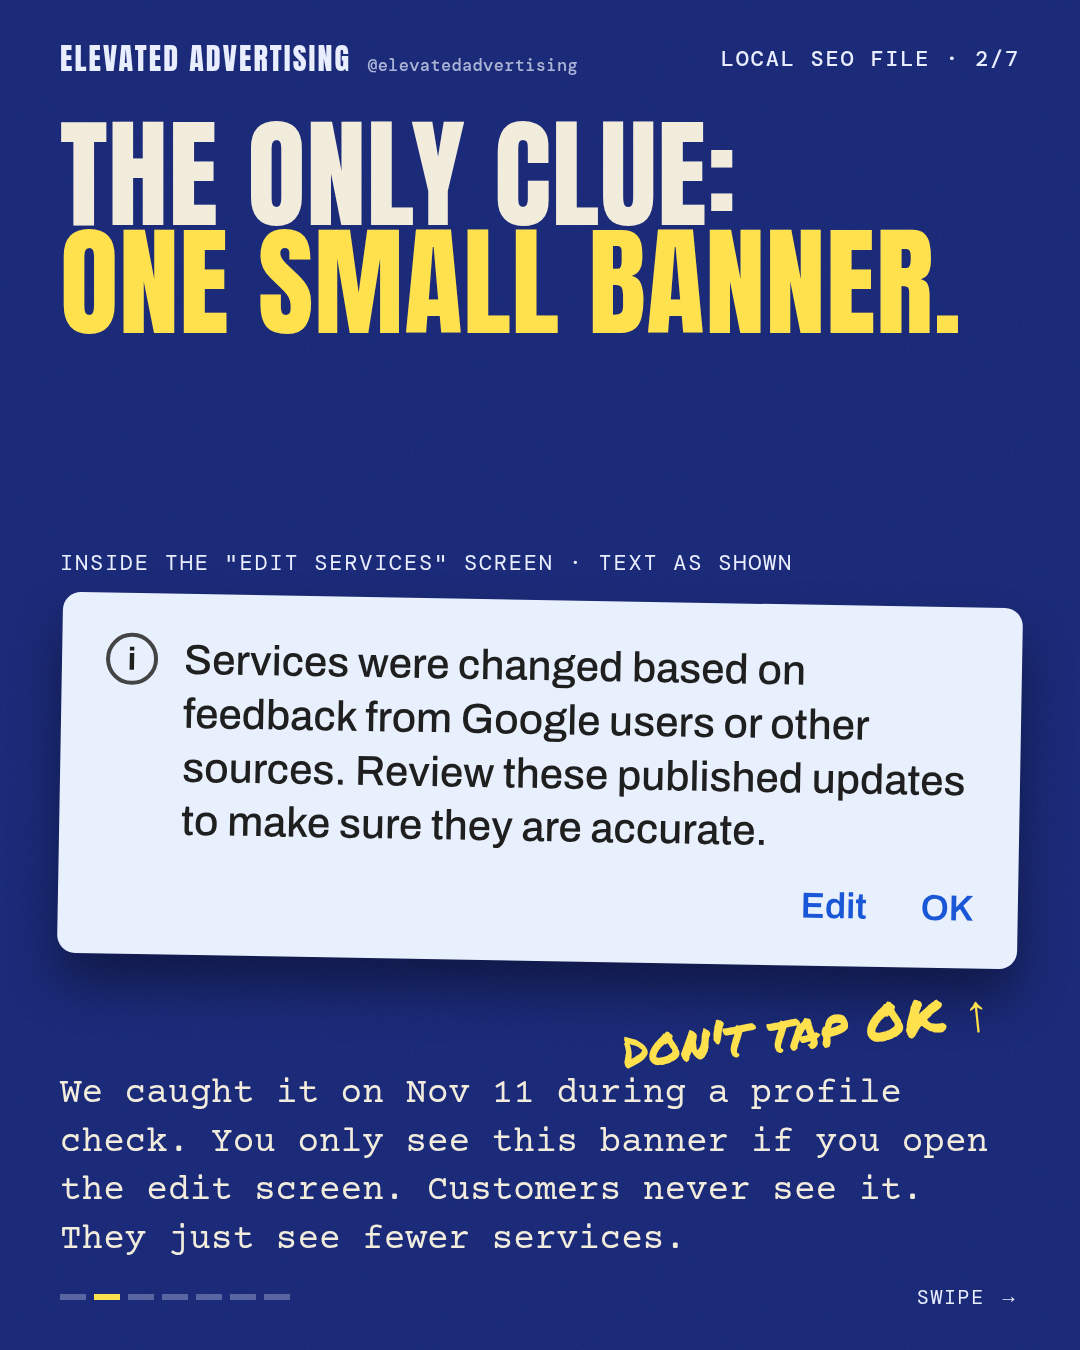 ELEVATED ADVERTISING @elevatedadvertising
LOCAL SEO FILE · 2/7
THE ONLY CLUE:
ONE SMALL BANNER.
INSIDE THE "EDIT SERVICES" SCREEN · TEXT AS SHOWN
i
Services were changed based on
feedback from Google users or other
sources. Review these published updates
to make sure they are accurate.
Edit OK
DON'T TAP OK ↑
We caught it on Nov 11 during a profile
check. You only see this banner if you open
the edit screen. Customers never see it.
They just see fewer services.
SWIPE →